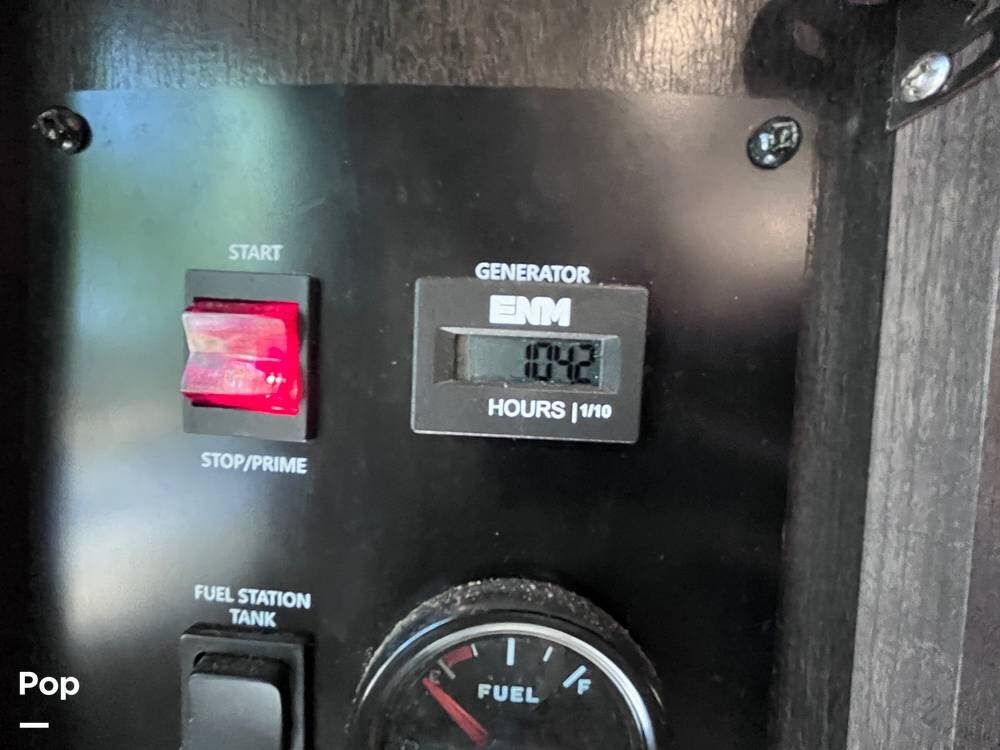 START
GENERATOR
ENM
1042
HOURS | 1/10
STOP/PRIME
FUEL STATION
TANK
E
FUEL
F
Pop